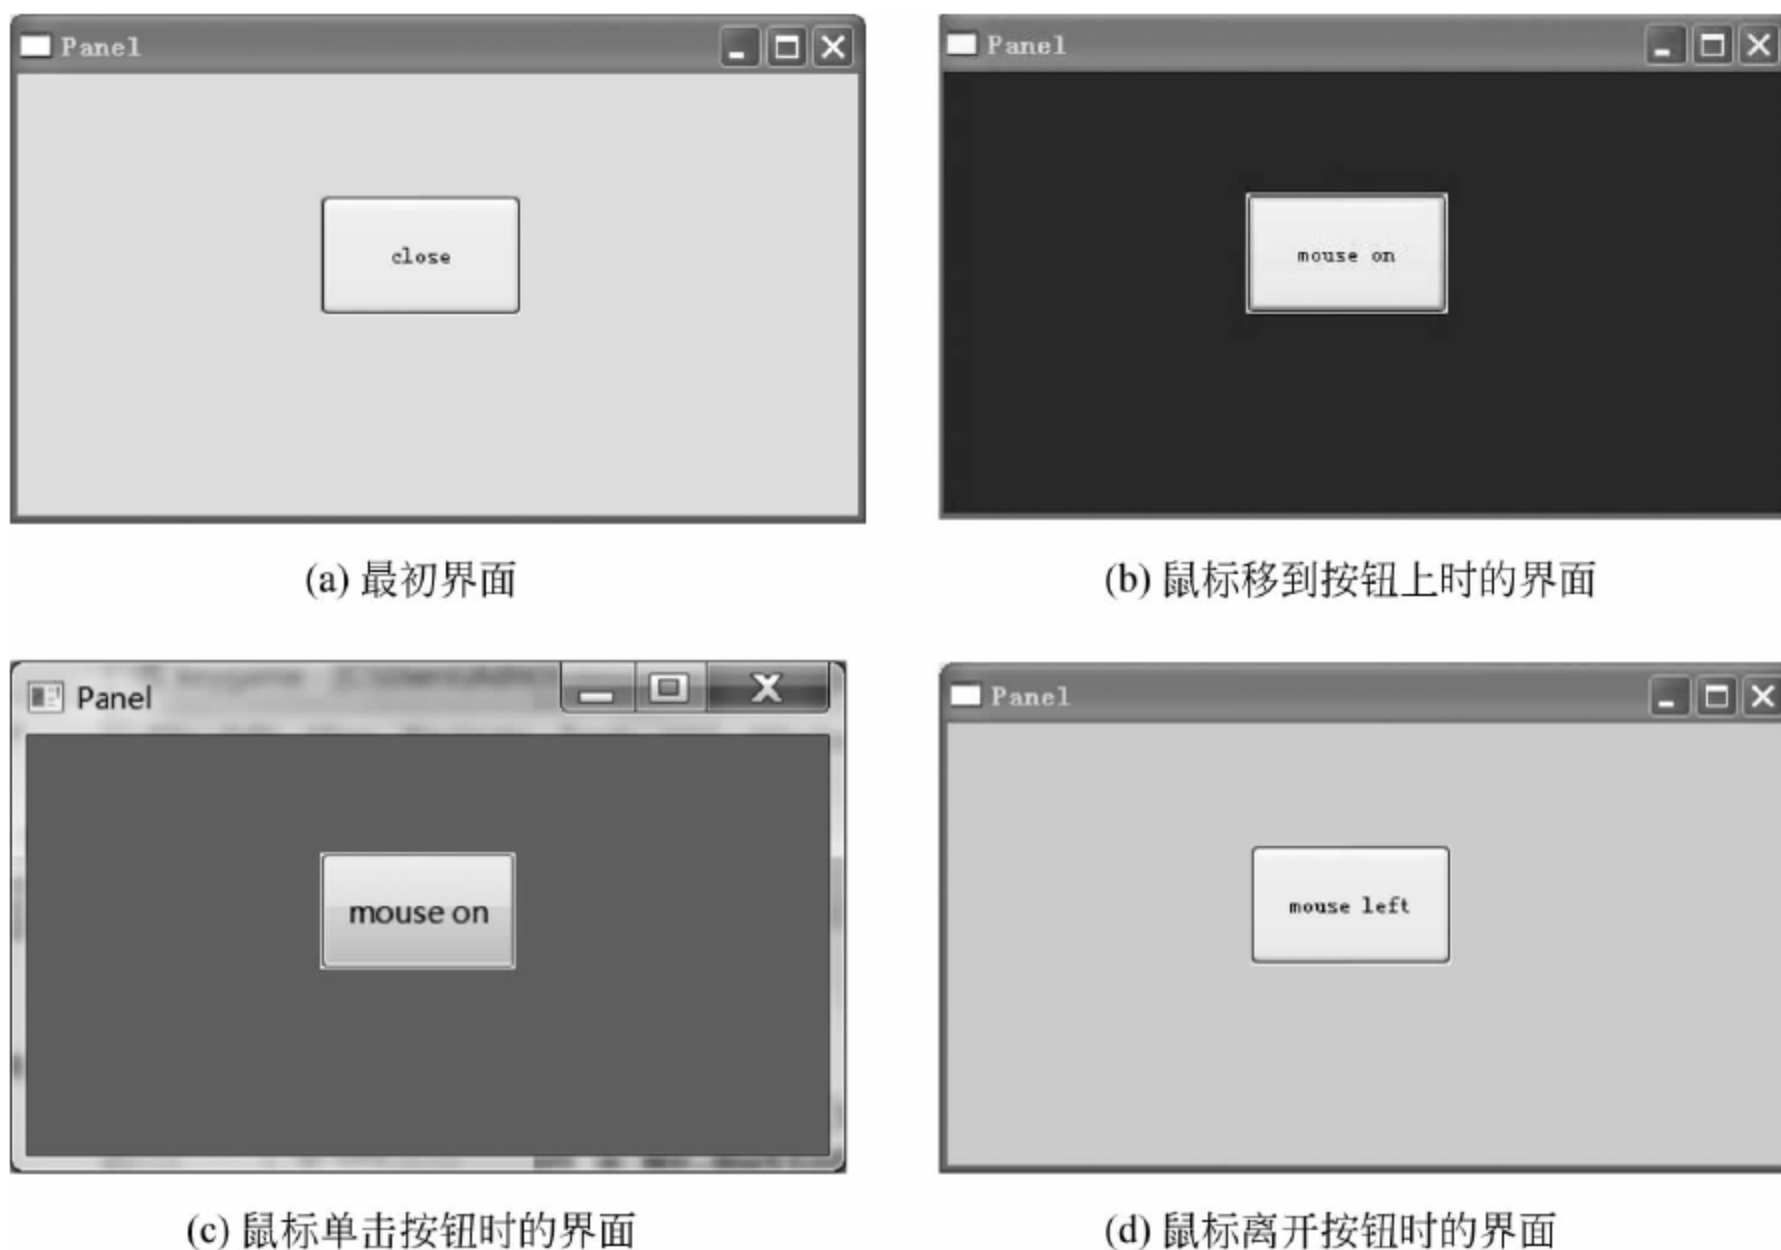 Panel
close
(a) 最初界面
Panel
mouse on
(b) 鼠标移到按钮上时的界面
Panel
mouse on
(c) 鼠标单击按钮时的界面
Panel
mouse left
(d) 鼠标离开按钮时的界面